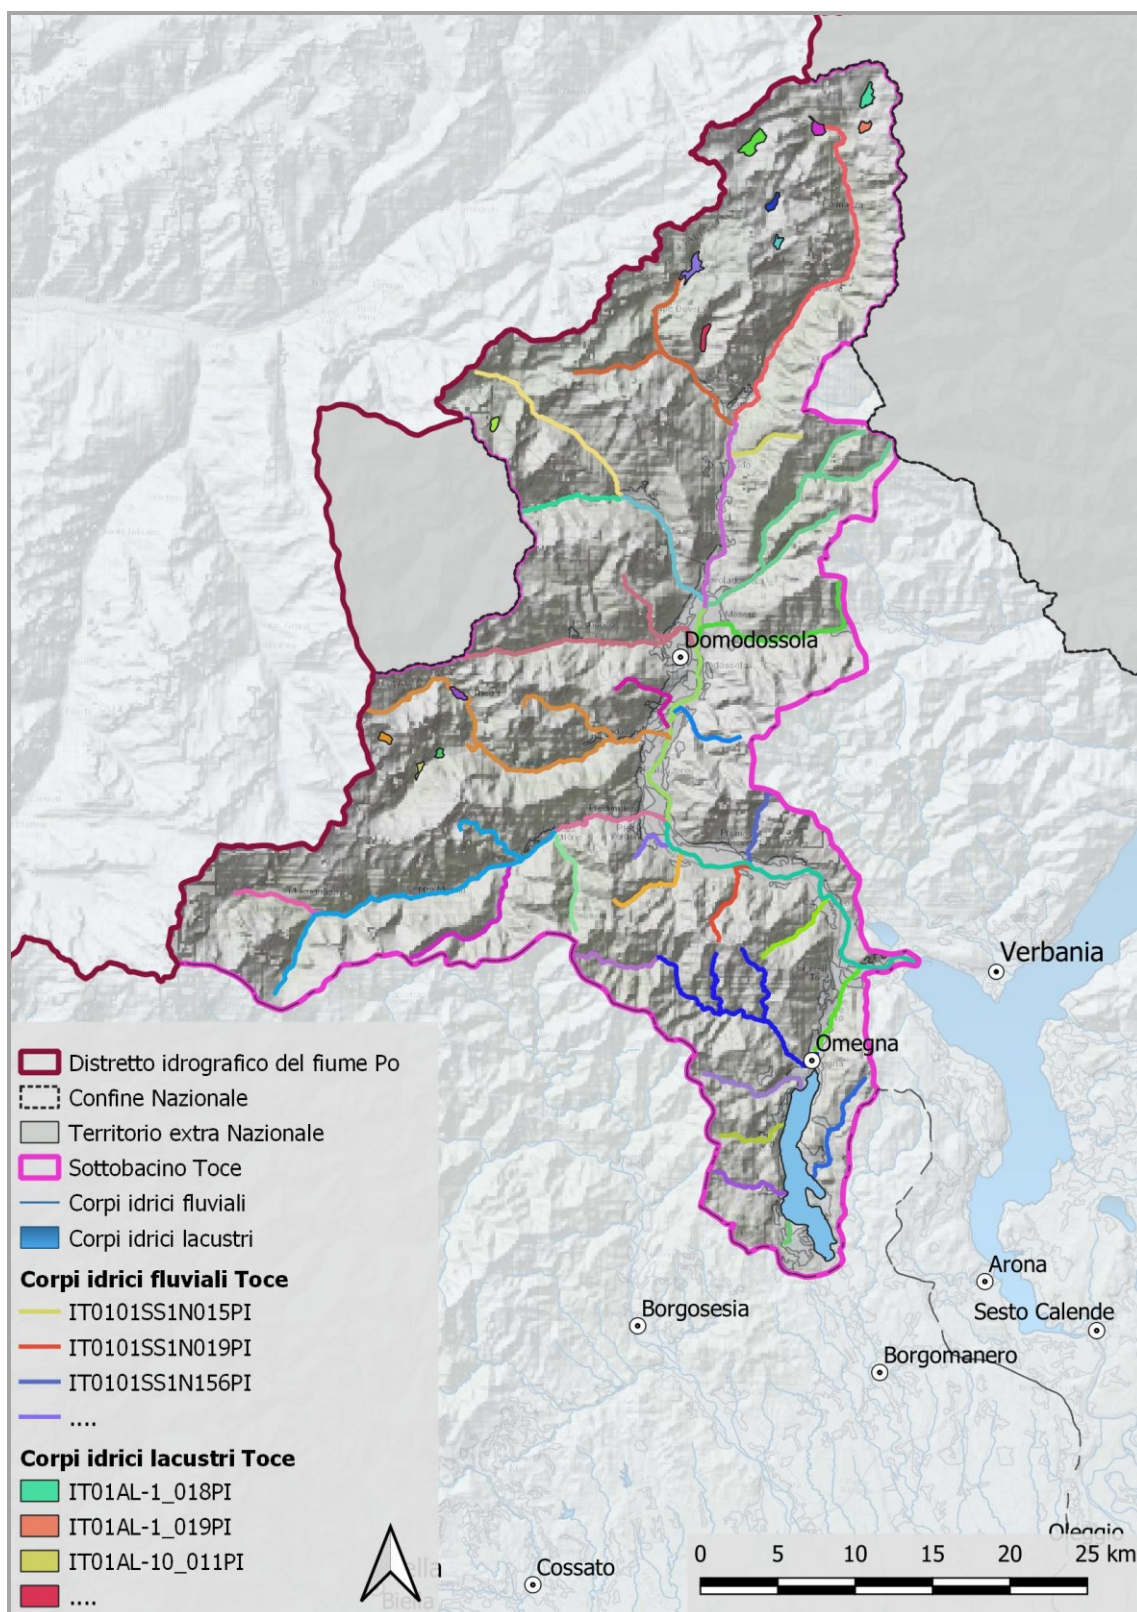 Domodossola
Verbania
Omegna
Distretto idrografico del fiume Po
Confine Nazionale
Territorio extra Nazionale
Sottobacino Toce
Corpi idrici fluviali
Corpi idrici lacustri
Corpi idrici fluviali Toce
IT0101SS1N015PI
IT0101SS1N019PI
IT0101SS1N156PI
....
Corpi idrici lacustri Toce
IT01AL-1_018PI
IT01AL-1_019PI
IT01AL-10_011PI
....
Arona
Borgosesia
Sesto Calende
Borgomanero
Oleggio
Cossato
Biella
0 5 10 15 20 25 km